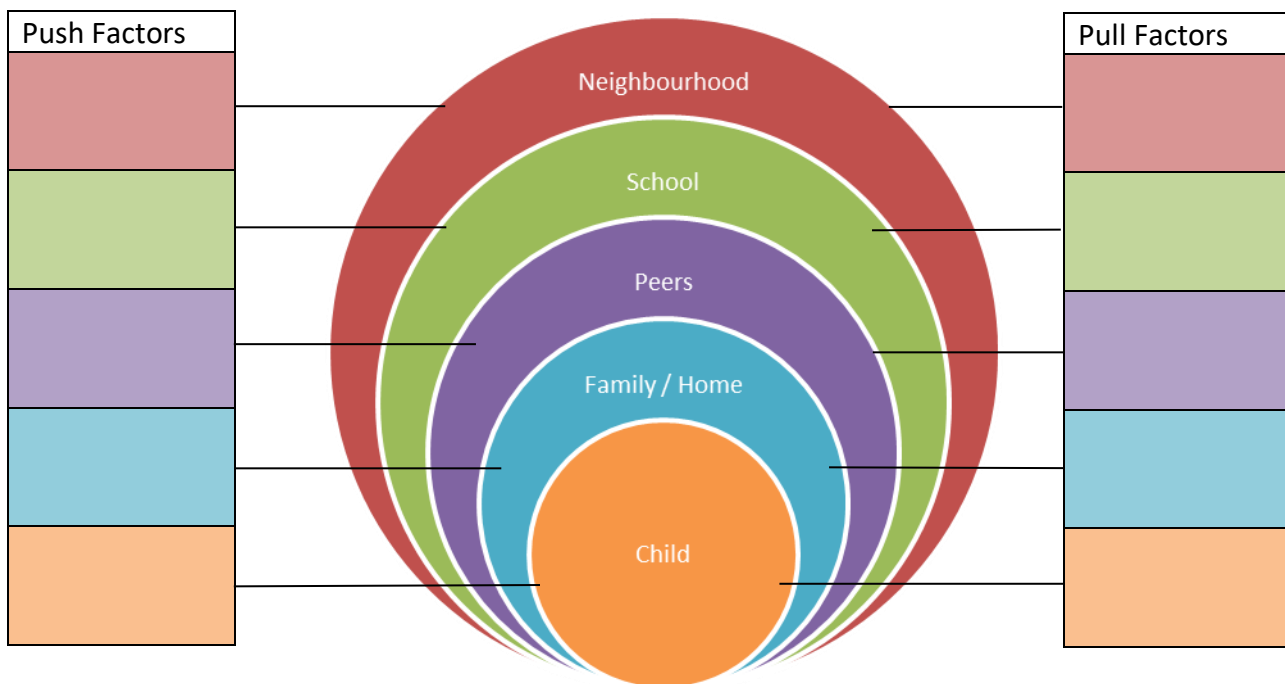 Push Factors
Pull Factors
Neighbourhood
School
Peers
Family / Home
Child